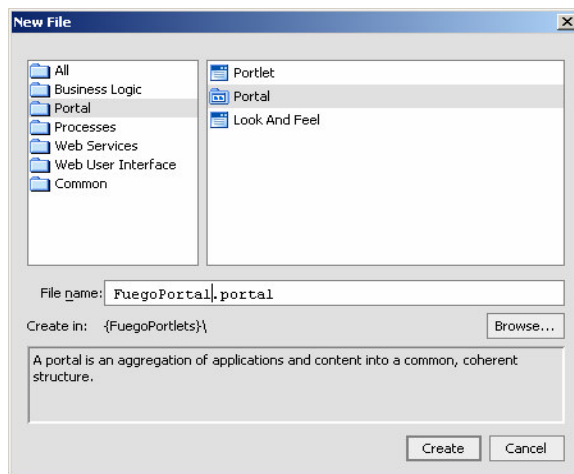 New File
All
Business Logic
Portal
Processes
Web Services
Web User Interface
Common
Portlet
Portal
Look And Feel
File name: FuegoPortal.portal
Create in: {FuegoPortlets}\
Browse...
A portal is an aggregation of applications and content into a common, coherent
structure.
Create
Cancel